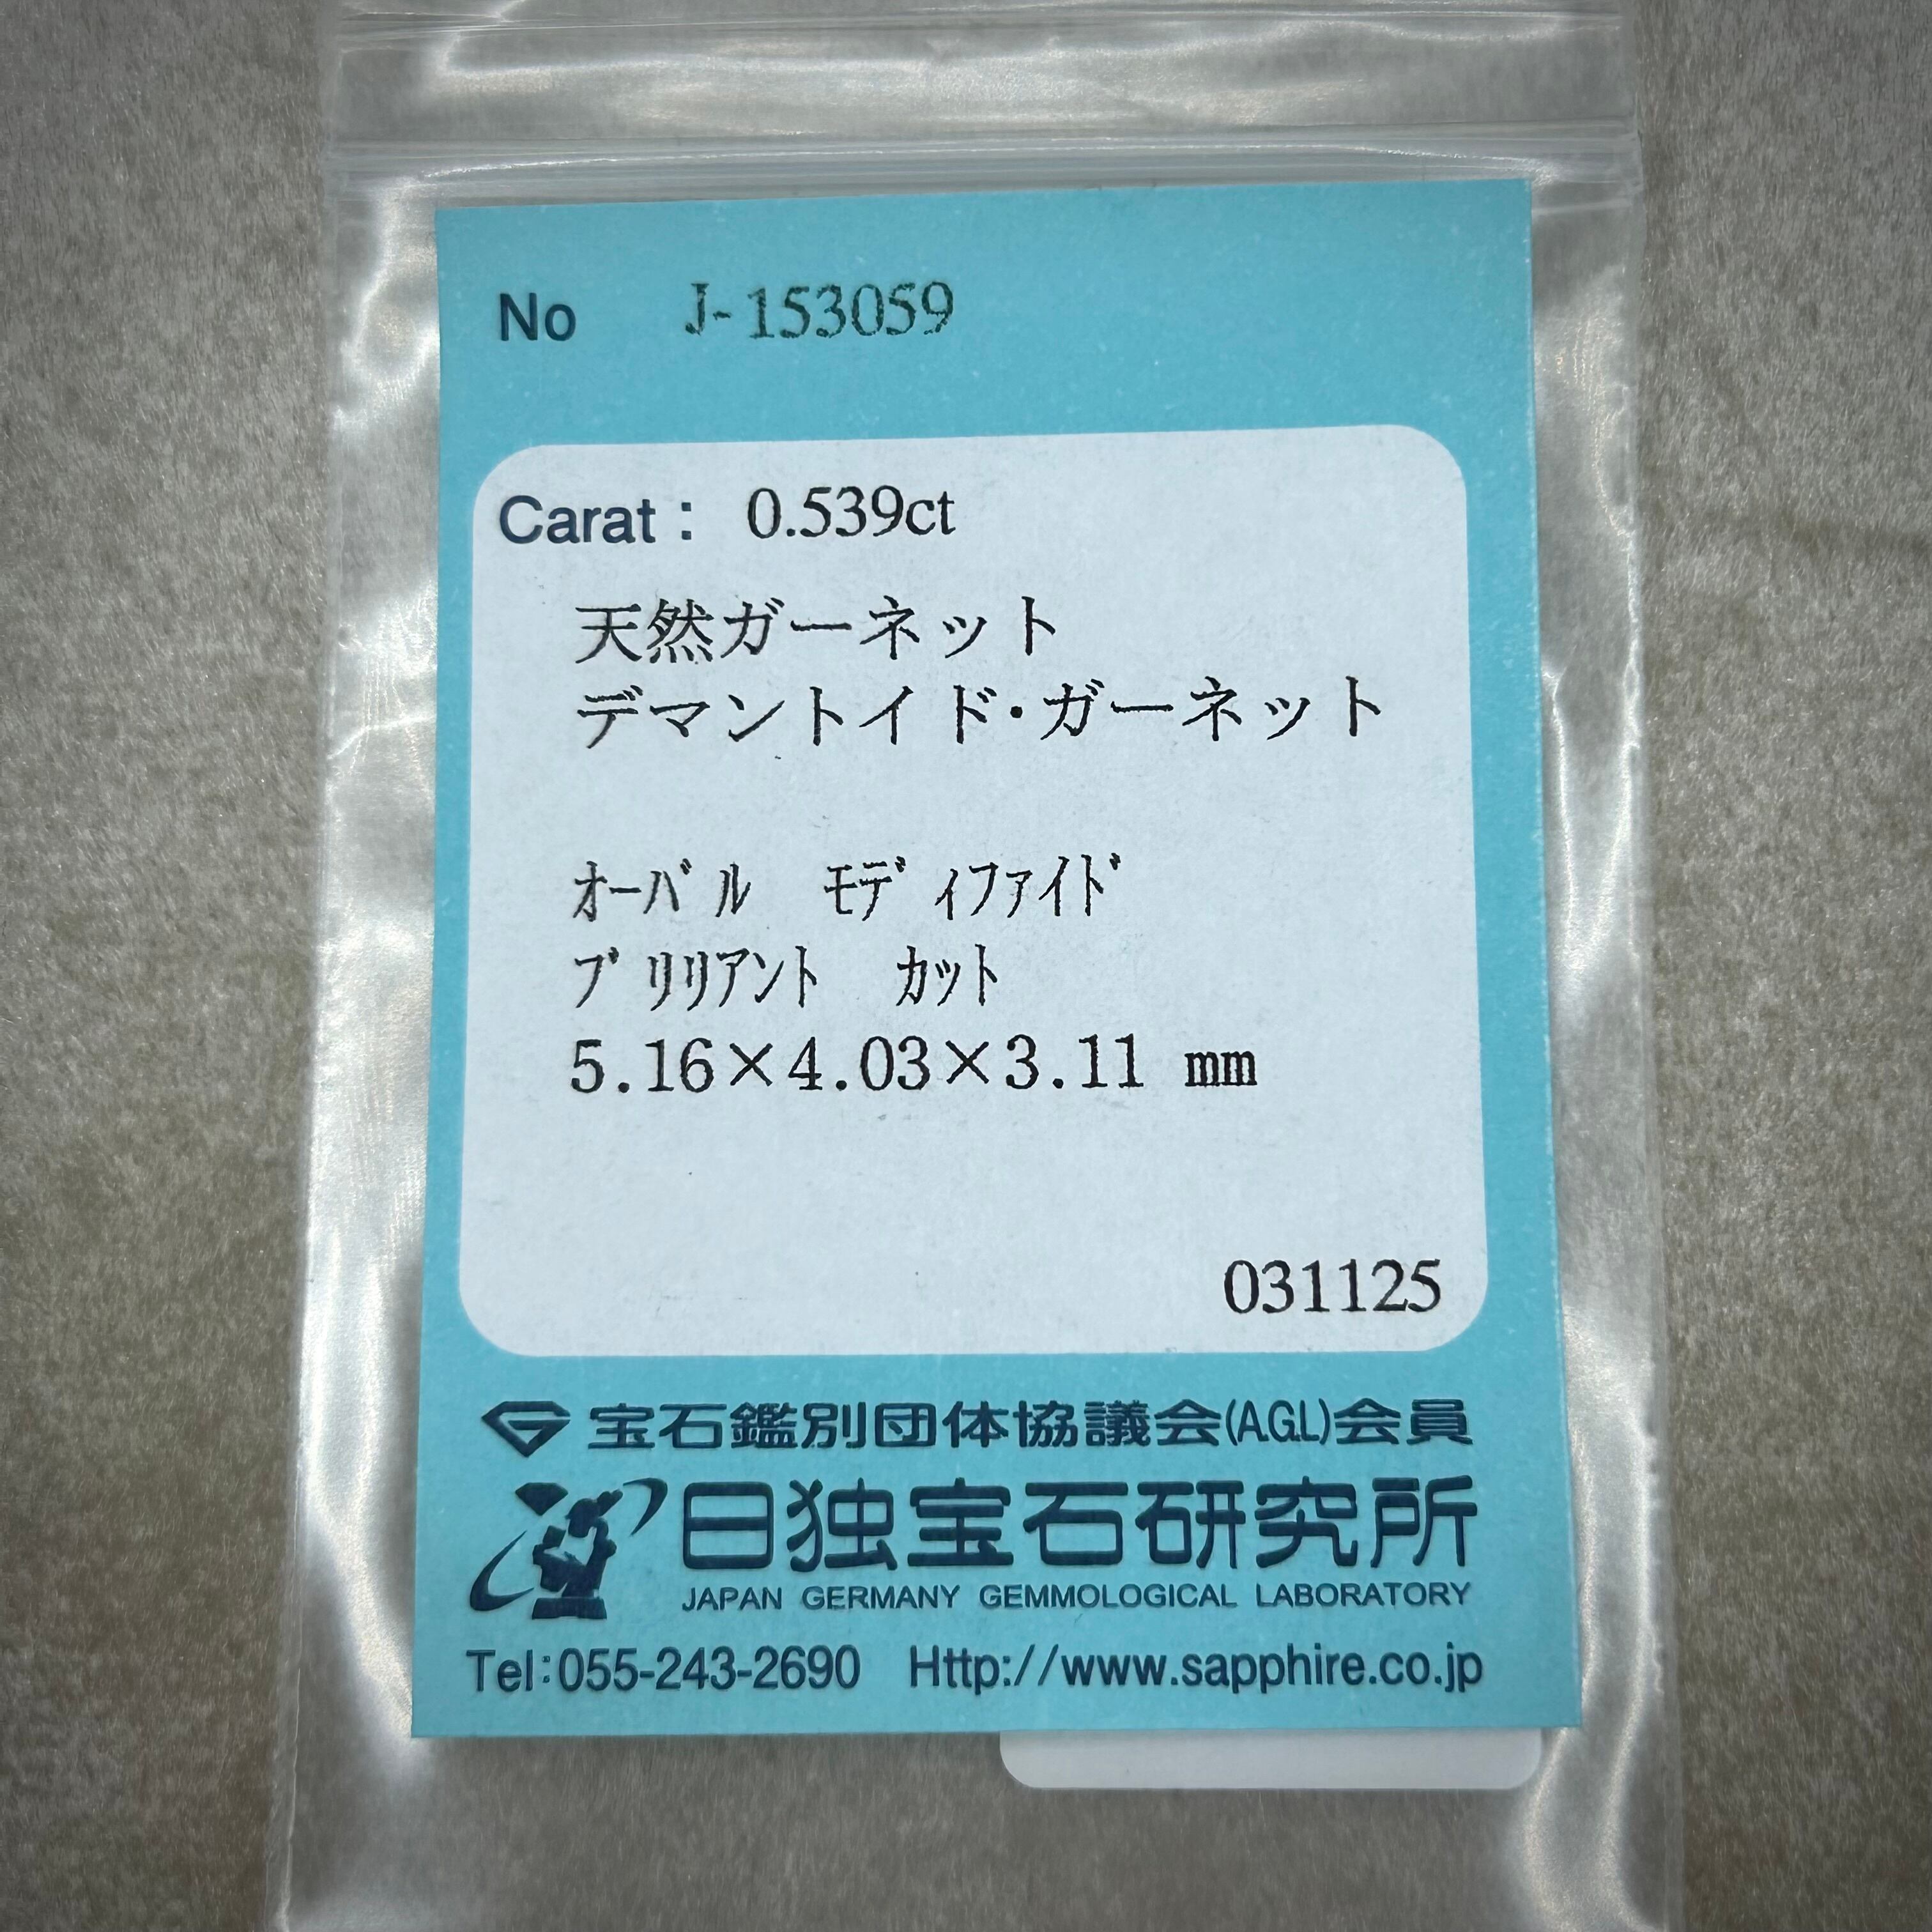 No J-153059
Carat : 0.539ct
天然ガーネット
デマントイド・ガーネット
ｵｰﾊﾞﾙ ﾓﾃﾞｨﾌｧｲﾄﾞ
ﾌﾞﾘﾘｱﾝﾄ ｶｯﾄ
5.16×4.03×3.11 mm
031125
宝石鑑別団体協議会(AGL)会員
日独宝石研究所
JAPAN GERMANY GEMMOLOGICAL LABORATORY
Tel:055-243-2690 Http://www.sapphire.co.jp